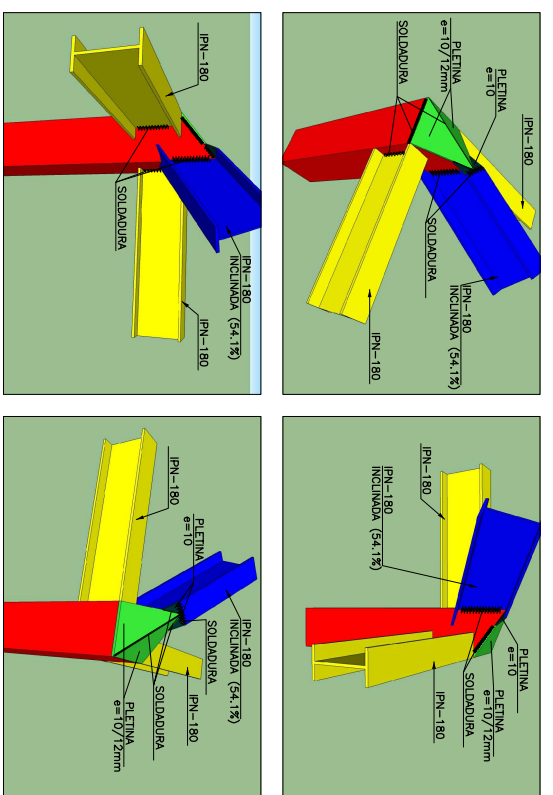 IPN-180
PLETINA
e=10
PLETINA
e=10/12mm
SOLDADURA
IPN-180
INCLINADA (54.1%)
SOLDADURA
IPN-180
PLETINA
e=10
PLETINA
e=10/12mm
SOLDADURA
IPN-180
IPN-180
IPN-180
INCLINADA (54.1%)
IPN-180
INCLINADA (54.1%)
IPN-180
IPN-180
SOLDADURA
IPN-180
INCLINADA (54.1%)
SOLDADURA
PLETINA
e=10
IPN-180
IPN-180
SOLDADURA
PLETINA
e=10/12mm